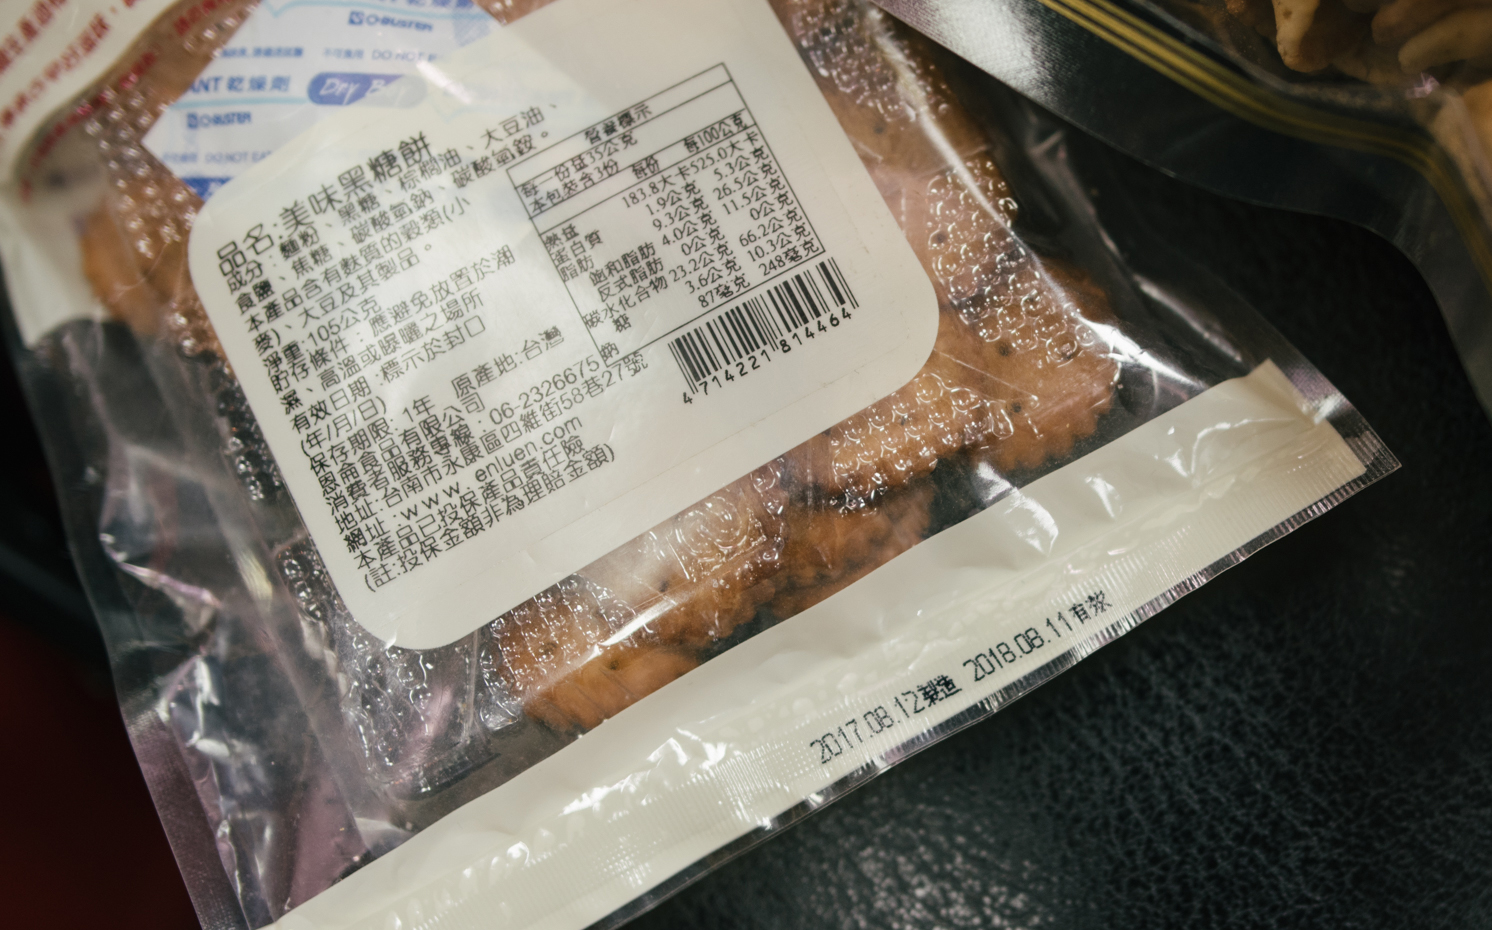 O-BUSTER
不可食用 DO NOT
ANT 乾燥劑 Dry
O-BUSTER
DO NOT EAT
品名:美味黑糖餅
成分:麵粉、黑糖、棕櫚油、大豆油、
食鹽、焦糖、碳酸氫鈉、碳酸氫銨。
本產品含有麩質的穀類(小
麥)、大豆及其製品。
淨重:105公克
貯存條件:應避免放置於潮
濕、高溫或曝曬之場所
有效日期:標示於封口
(年/月/日)
保存期限:1年 原產地:台灣
恩侖食品有限公司
消費者服務專線:06-2326675
地址:台南市永康區四維街58巷27號
網址:www.enluen.com
本產品已投保產品責任險
(註:投保金額非為理賠金額)
營養標示
每一份量35公克
本包裝含3份
每份 每100公克
熱量 183.8大卡 525.0大卡
蛋白質 1.9公克 5.3公克
脂肪 9.3公克 26.5公克
飽和脂肪 4.0公克 11.5公克
反式脂肪 0公克 0公克
碳水化合物 23.2公克 66.2公克
糖 3.6公克 10.3公克
鈉 87毫克 248毫克
4 714221 814464
2017.08.12製造 2018.08.11有效